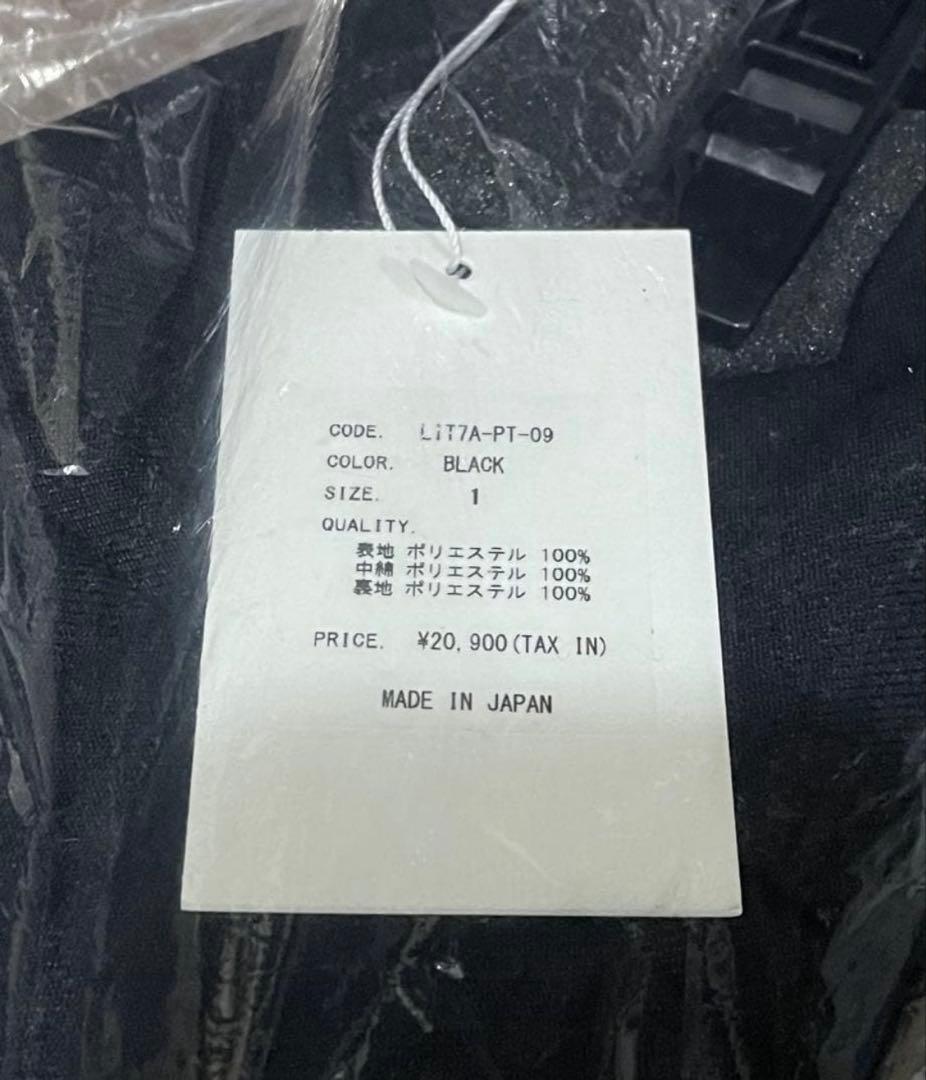 CODE. LiT7A-PT-09
COLOR. BLACK
SIZE. 1
QUALITY.
表地 ポリエステル 100%
中綿 ポリエステル 100%
裏地 ポリエステル 100%
PRICE. ¥20,900(TAX IN)
MADE IN JAPAN